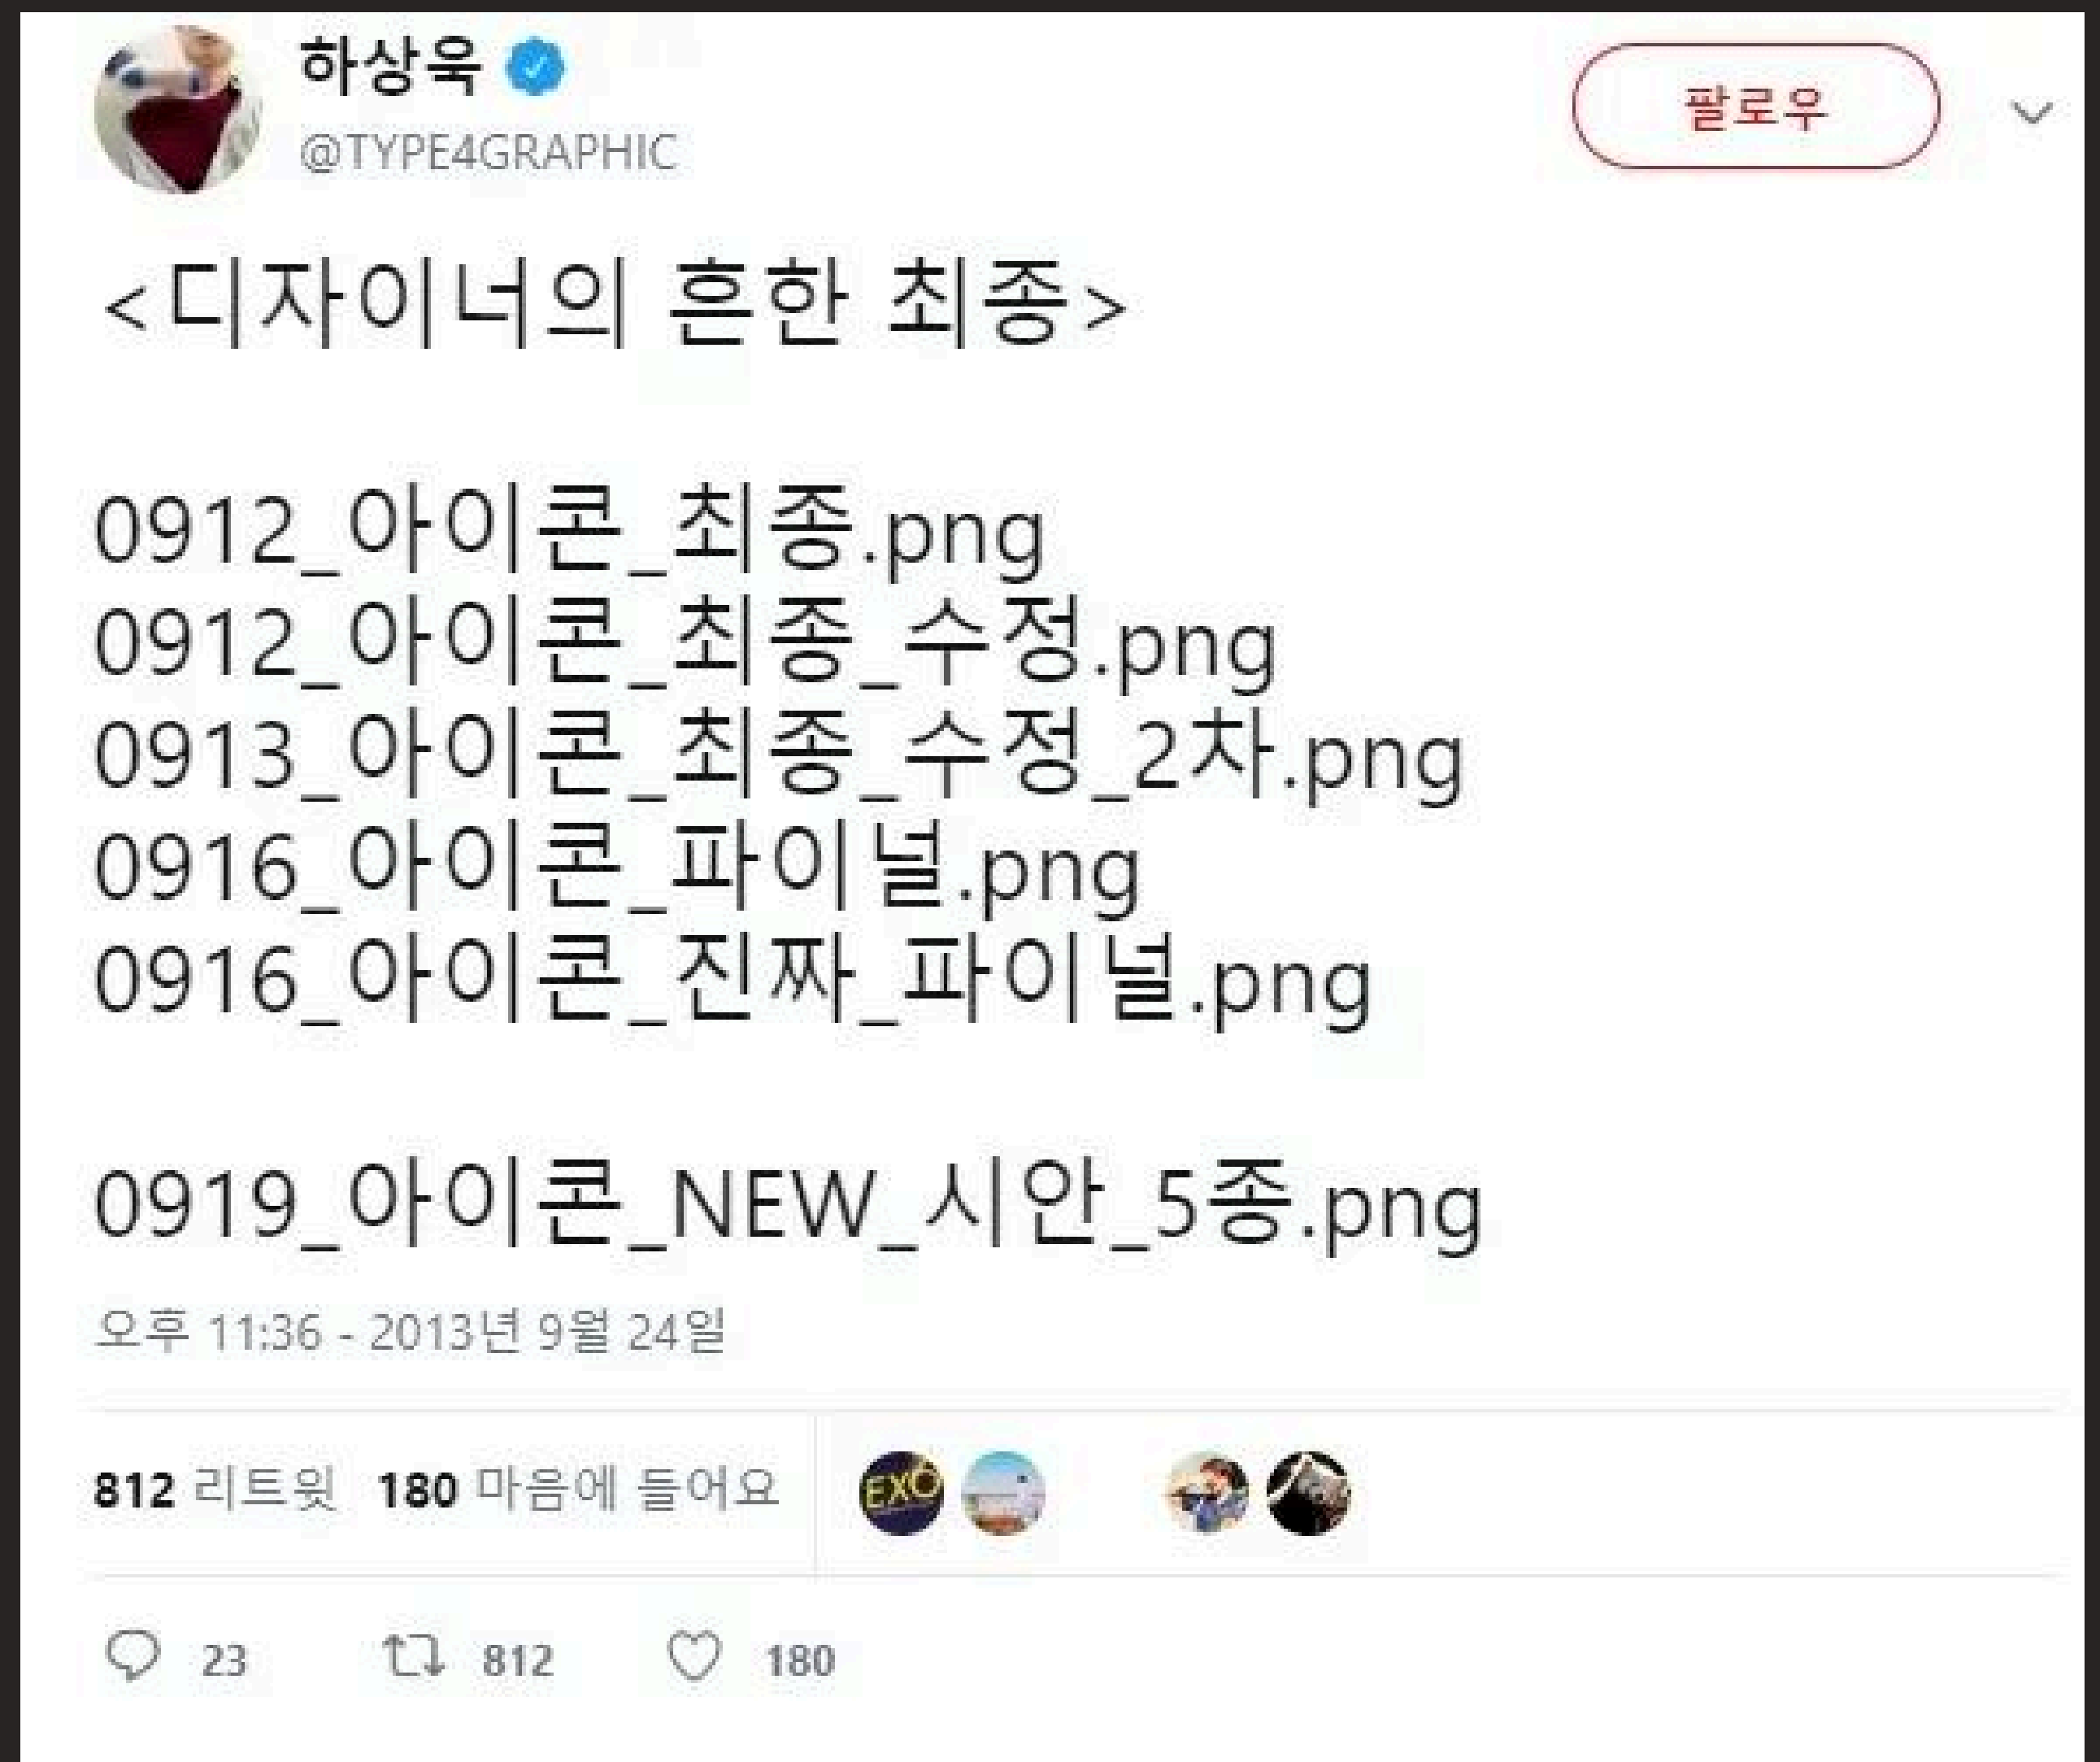 하상욱
@TYPE4GRAPHIC
팔로우
<디자이너의 흔한 최종>
0912_아이콘_최종.png
0912_아이콘_최종_수정.png
0913_아이콘_최종_수정_2차.png
0916_아이콘_파이널.png
0916_아이콘_진짜_파이널.png
0919_아이콘_NEW_시안_5종.png
오후 11:36 - 2013년 9월 24일
812 리트윗 180 마음에 들어요
EXO
23 812 180